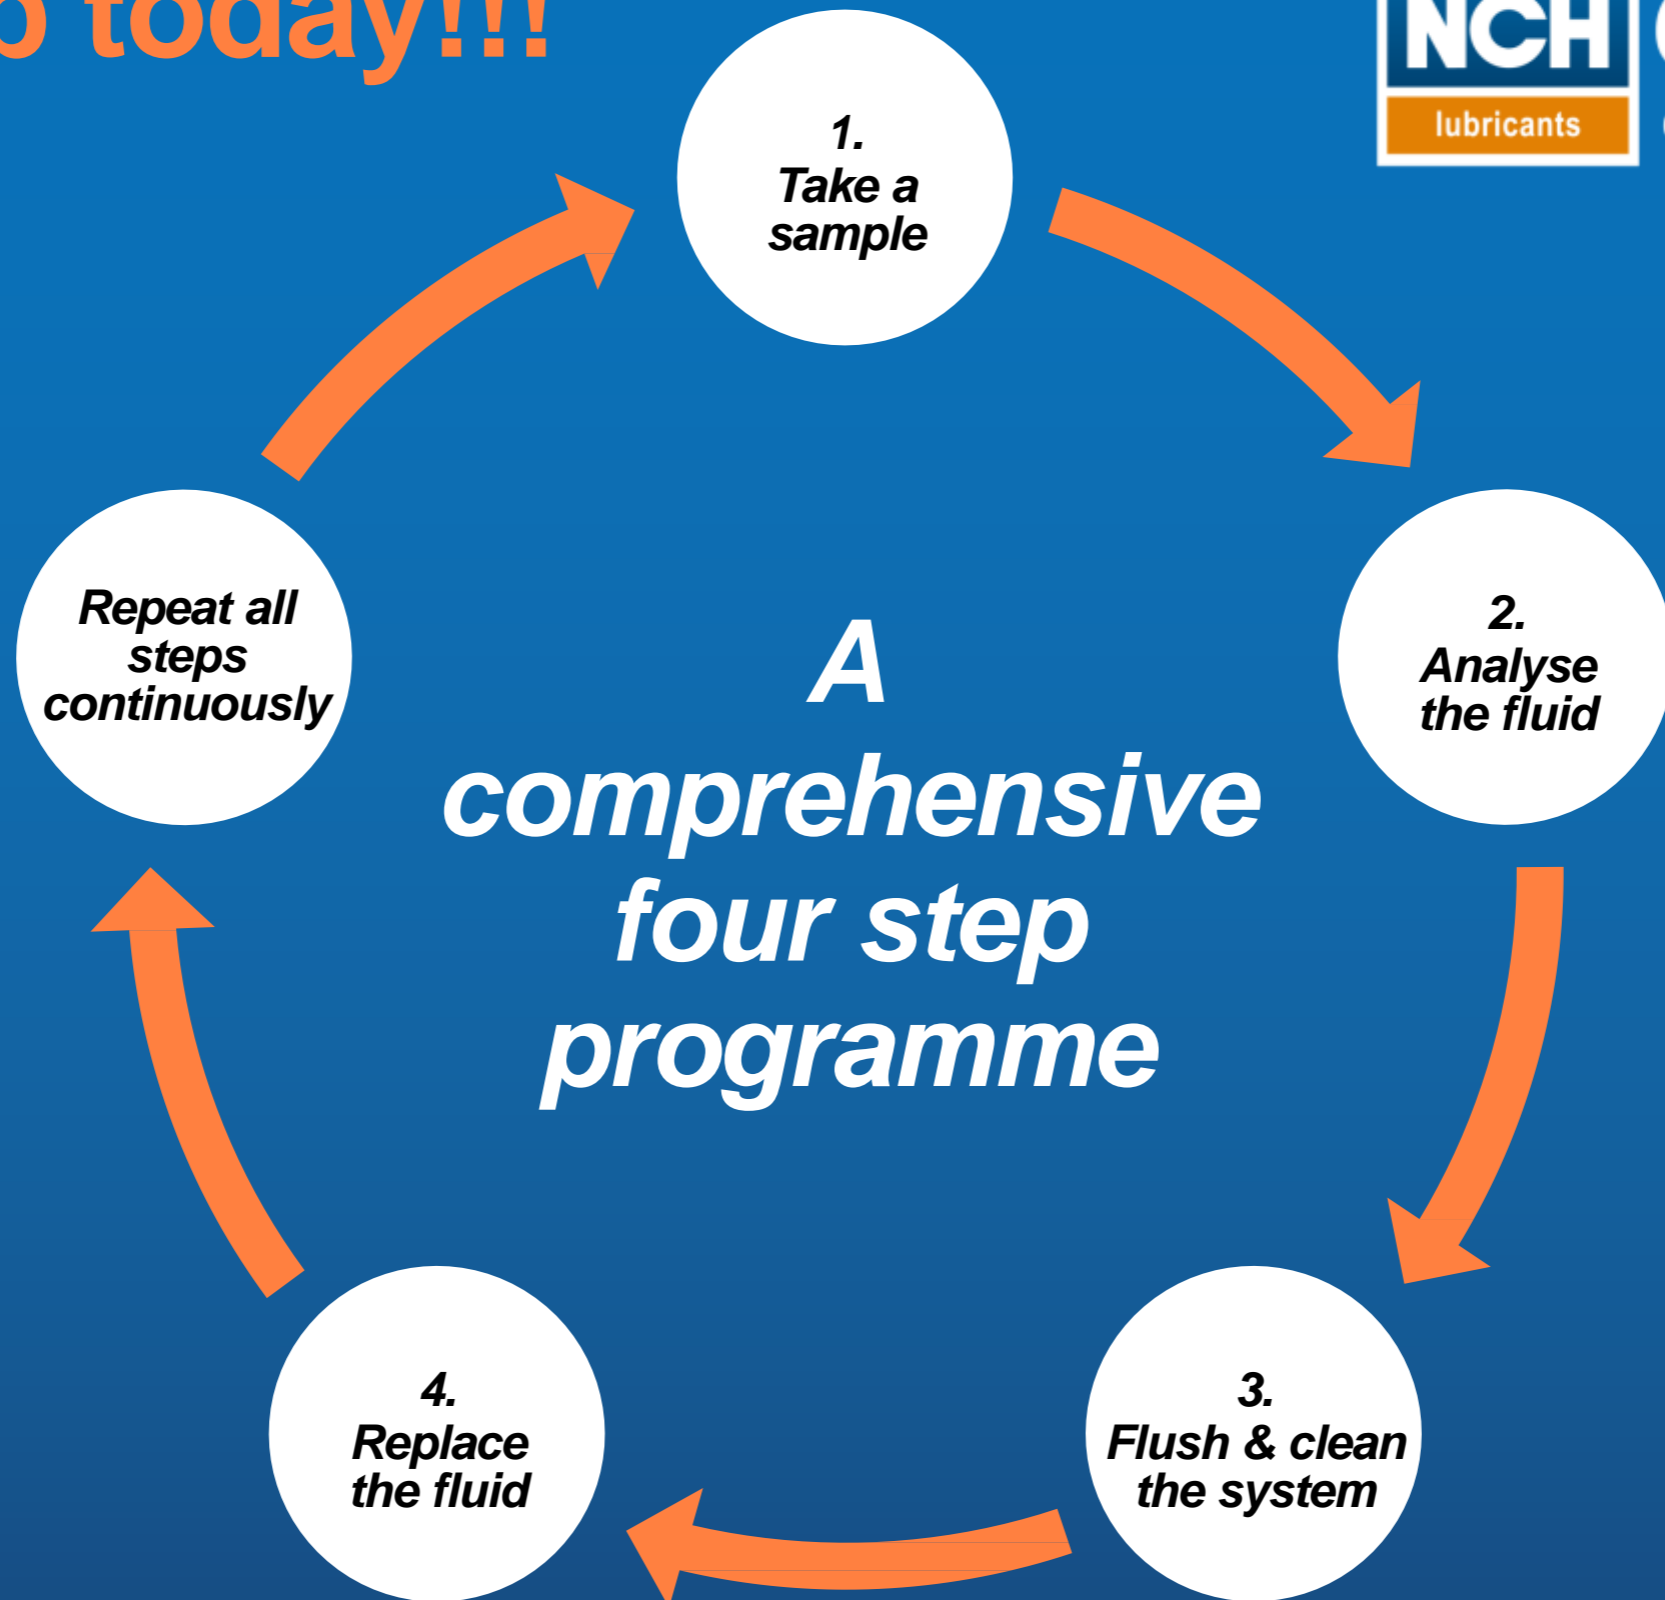 today!!!
NCH
lubricants
1.
Take a
sample
2.
Analyse
the fluid
3.
Flush & clean
the system
4.
Replace
the fluid
Repeat all
steps
continuously
A
comprehensive
four step
programme